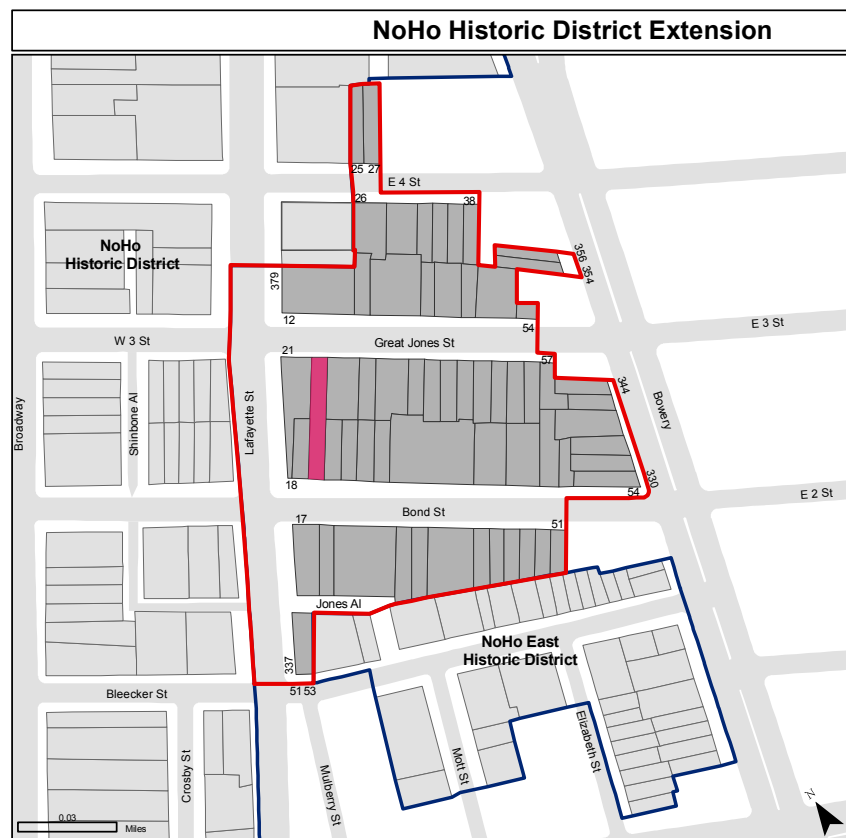 NoHo Historic District Extension
25 27
E 4 St
26
38
NoHo
Historic District
356
354
379
12
54
W 3 St
Great Jones St
E 3 St
21
57
344
Broadway
Shinbone Al
Lafayette St
Bowery
330
18
54
Bond St
E 2 St
17
51
Jones Al
NoHo East
Historic District
337
51 53
Bleecker St
Crosby St
Mulberry St
Mott St
Elizabeth St
0.03
Miles
N